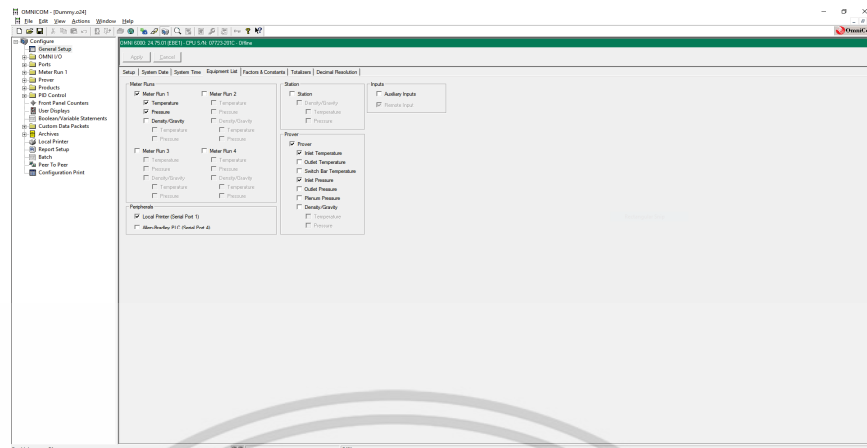 OMNICOM - [Dummy.o24]
File Edit View Actions Window Help
OmniCo
Configure
General Setup
OMNI I/O
Ports
Meter Run 1
Prover
Products
PID Control
Front Panel Counters
User Displays
Boolean/Variable Statements
Custom Data Packets
Archives
Local Printer
Report Setup
Batch
Peer To Peer
Configuration Print
OMNI 6000: 24.75.01 (EBE1) CPU S/N: 07723-201C - Offline
Apply Cancel
Setup System Date System Time Equipment List Factors & Constants Totalizers Decimal Resolution
Meter Runs
Meter Run 1 Meter Run 2
Temperature Temperature
Pressure Pressure
Density/Gravity Density/Gravity
Temperature Temperature
Pressure Pressure
Meter Run 3 Meter Run 4
Temperature Temperature
Pressure Pressure
Density/Gravity Density/Gravity
Temperature Temperature
Pressure Pressure
Peripherals
Local Printer (Serial Port 1)
Allen-Bradley PLC (Serial Port 4)
Station
Station
Density/Gravity
Temperature
Pressure
Prover
Prover
Inlet Temperature
Outlet Temperature
Switch Bar Temperature
Inlet Pressure
Outlet Pressure
Plenum Pressure
Density/Gravity
Temperature
Pressure
Inputs
Auxiliary Inputs
Remote Input